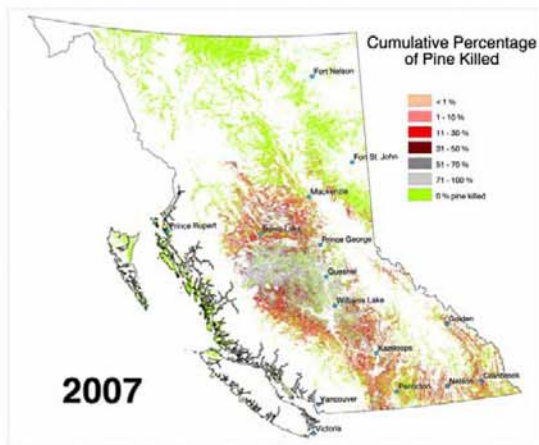 Cumulative Percentage
of Pine Killed
< 1 %
1 - 10 %
11 - 30 %
31 - 50 %
51 - 70 %
71 - 100 %
0 % pine killed
Fort Nelson
Fort St. John
Mackenzie
Prince Rupert
Burns Lake
Prince George
Quesnel
Williams Lake
Golden
Kamloops
Penticton
Nelson
Cranbrook
Vancouver
Victoria
2007